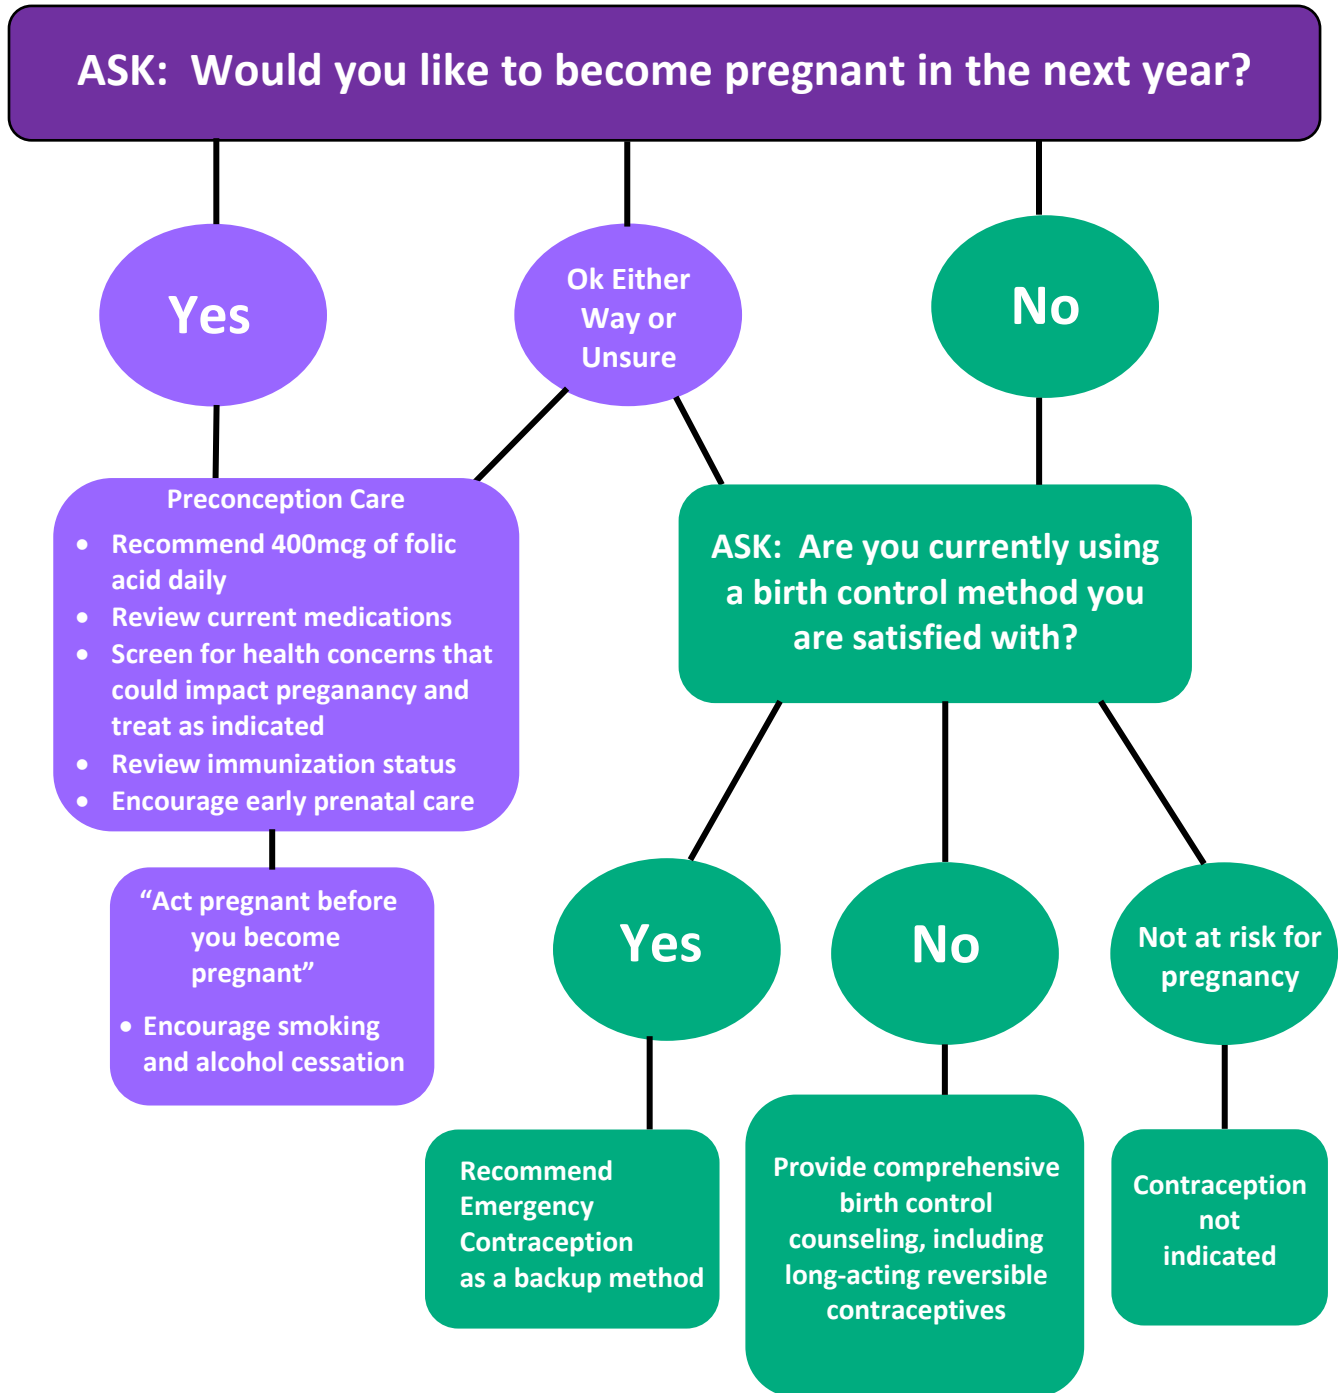 ASK:  Would you like to become pregnant in the next year?
Yes
Ok Either
Way or
Unsure
No
Preconception Care
• Recommend 400mcg of folic
acid daily
• Review current medications
• Screen for health concerns that
could impact preganancy and
treat as indicated
• Review immunization status
• Encourage early prenatal care
“Act pregnant before
you become
pregnant”
• Encourage smoking
and alcohol cessation
ASK:  Are you currently using
a birth control method you
are satisfied with?
Yes
No
Not at risk for
pregnancy
Recommend
Emergency
Contraception
as a backup method
Provide comprehensive
birth control
counseling, including
long-acting reversible
contraceptives
Contraception
not
indicated